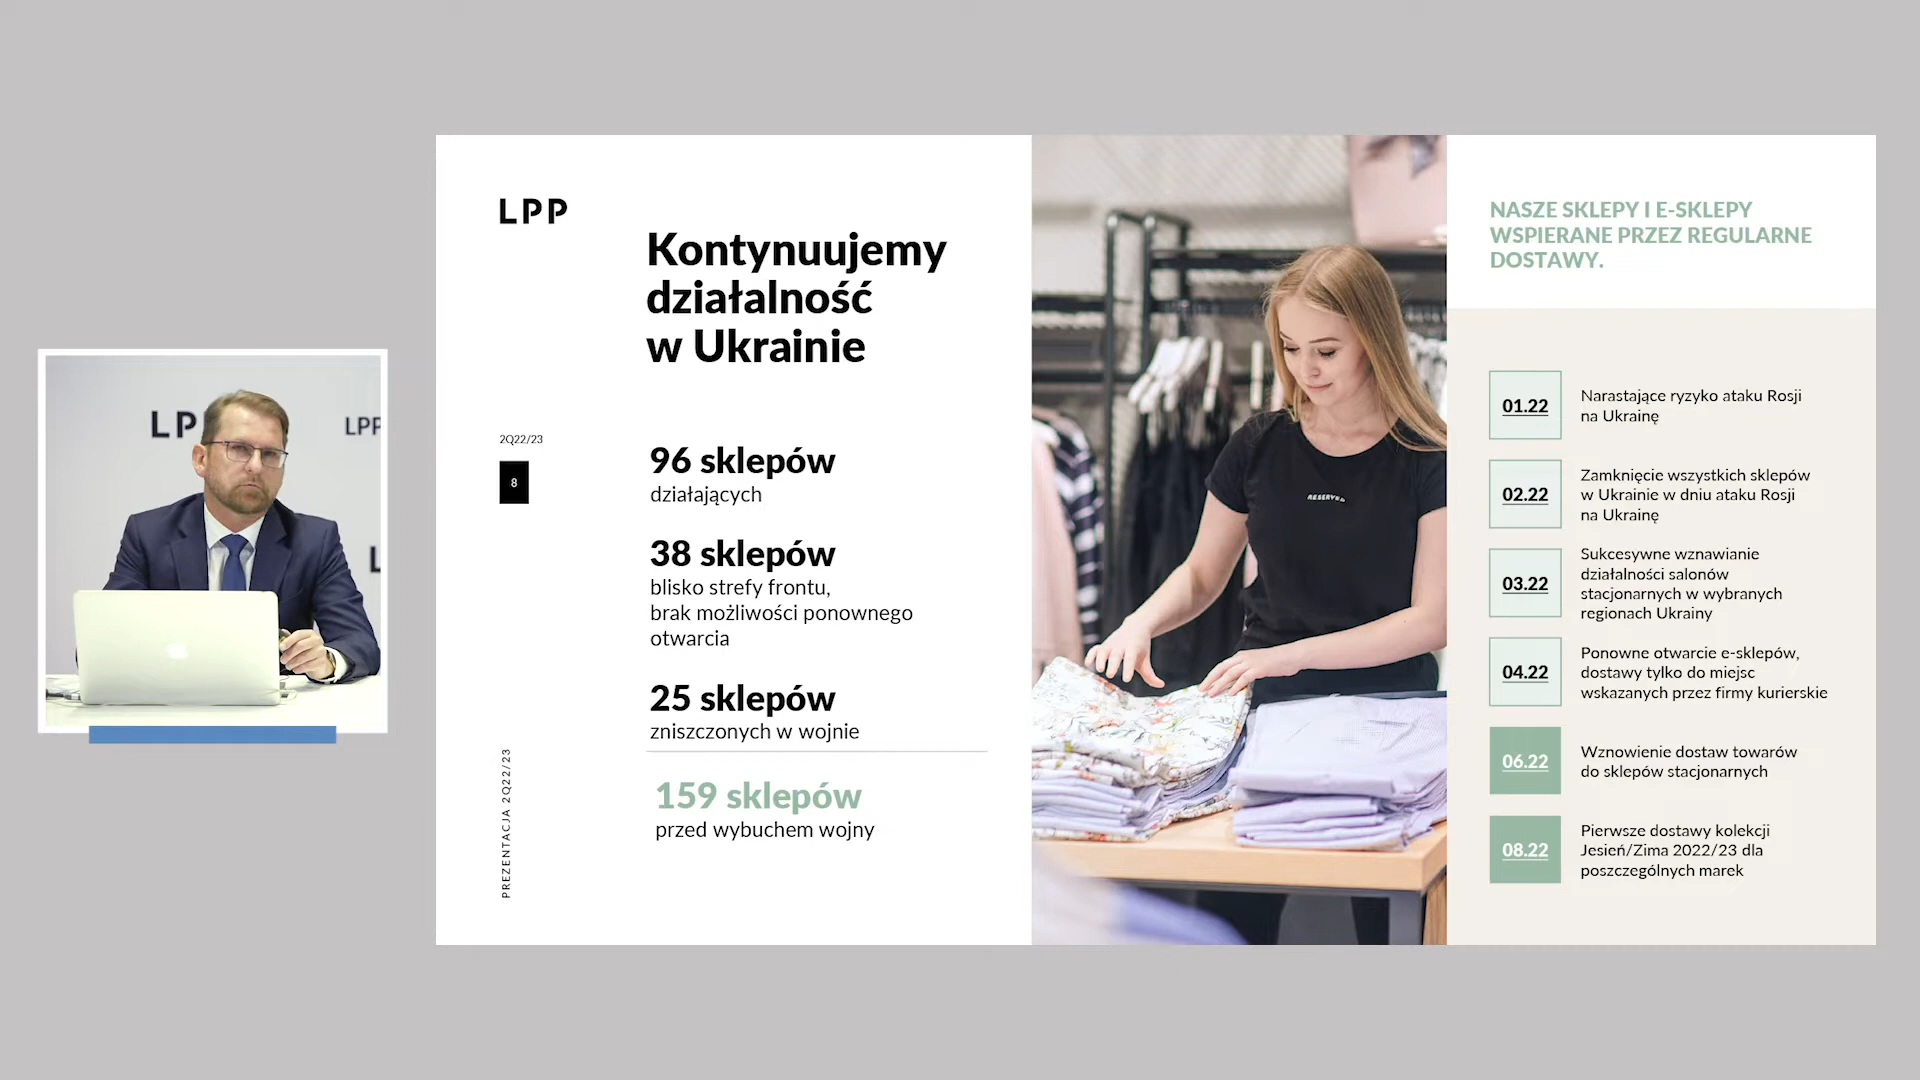 LP
LPP
L
LPP
Kontynuujemy
działalność
w Ukrainie
2Q22/23
8
96 sklepów
działających
38 sklepów
blisko strefy frontu,
brak możliwości ponownego
otwarcia
25 sklepów
zniszczonych w wojnie
159 sklepów
przed wybuchem wojny
PREZENTACJA 2Q22/23
RESERVED
NASZE SKLEPY I E-SKLEPY
WSPIERANE PRZEZ REGULARNE
DOSTAWY.
01.22
Narastające ryzyko ataku Rosji
na Ukrainę
02.22
Zamknięcie wszystkich sklepów
w Ukrainie w dniu ataku Rosji
na Ukrainę
03.22
Sukcesywne wznawianie
działalności salonów
stacjonarnych w wybranych
regionach Ukrainy
04.22
Ponowne otwarcie e-sklepów,
dostawy tylko do miejsc
wskazanych przez firmy kurierskie
06.22
Wznowienie dostaw towarów
do sklepów stacjonarnych
08.22
Pierwsze dostawy kolekcji
Jesień/Zima 2022/23 dla
poszczególnych marek